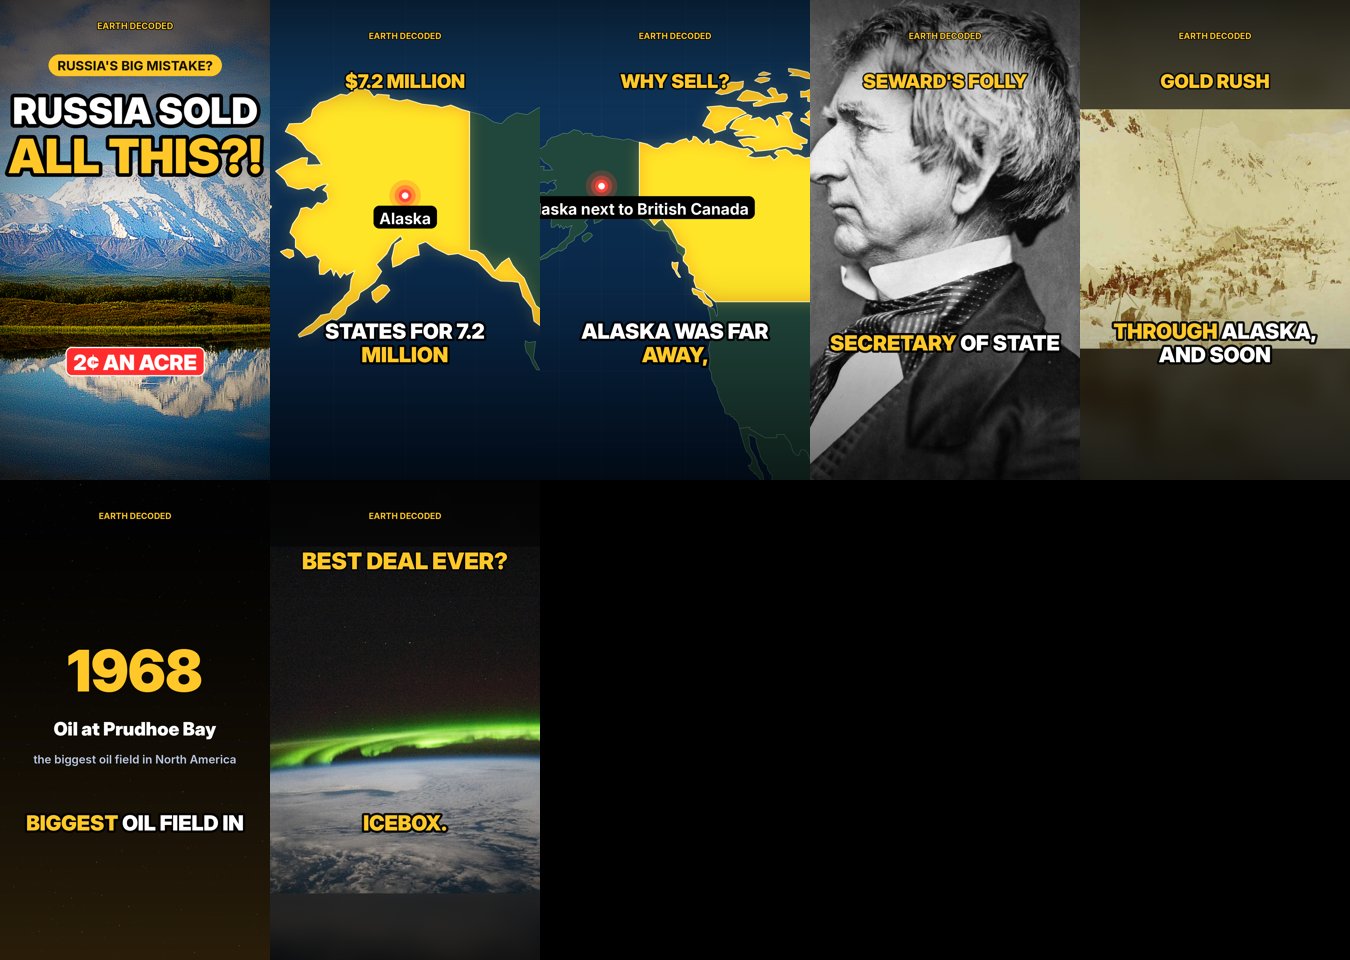 EARTH DECODED
RUSSIA'S BIG MISTAKE?
RUSSIA SOLD
ALL THIS?!
2¢ AN ACRE
EARTH DECODED
$7.2 MILLION
Alaska
STATES FOR 7.2
MILLION
EARTH DECODED
WHY SELL?
laska next to British Canada
ALASKA WAS FAR
AWAY,
EARTH DECODED
SEWARD'S FOLLY
SECRETARY OF STATE
EARTH DECODED
GOLD RUSH
THROUGH ALASKA,
AND SOON
EARTH DECODED
1968
Oil at Prudhoe Bay
the biggest oil field in North America
BIGGEST OIL FIELD IN
EARTH DECODED
BEST DEAL EVER?
ICEBOX.